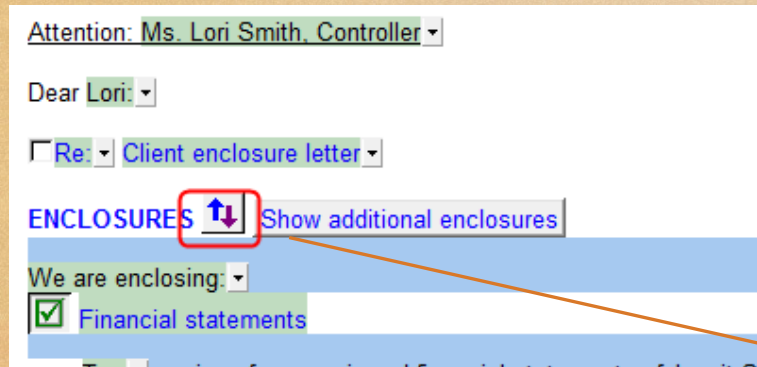 Attention: Ms. Lori Smith, Controller
Dear Lori:
Re: Client enclosure letter
ENCLOSURES Show additional enclosures
We are enclosing:
Financial statements